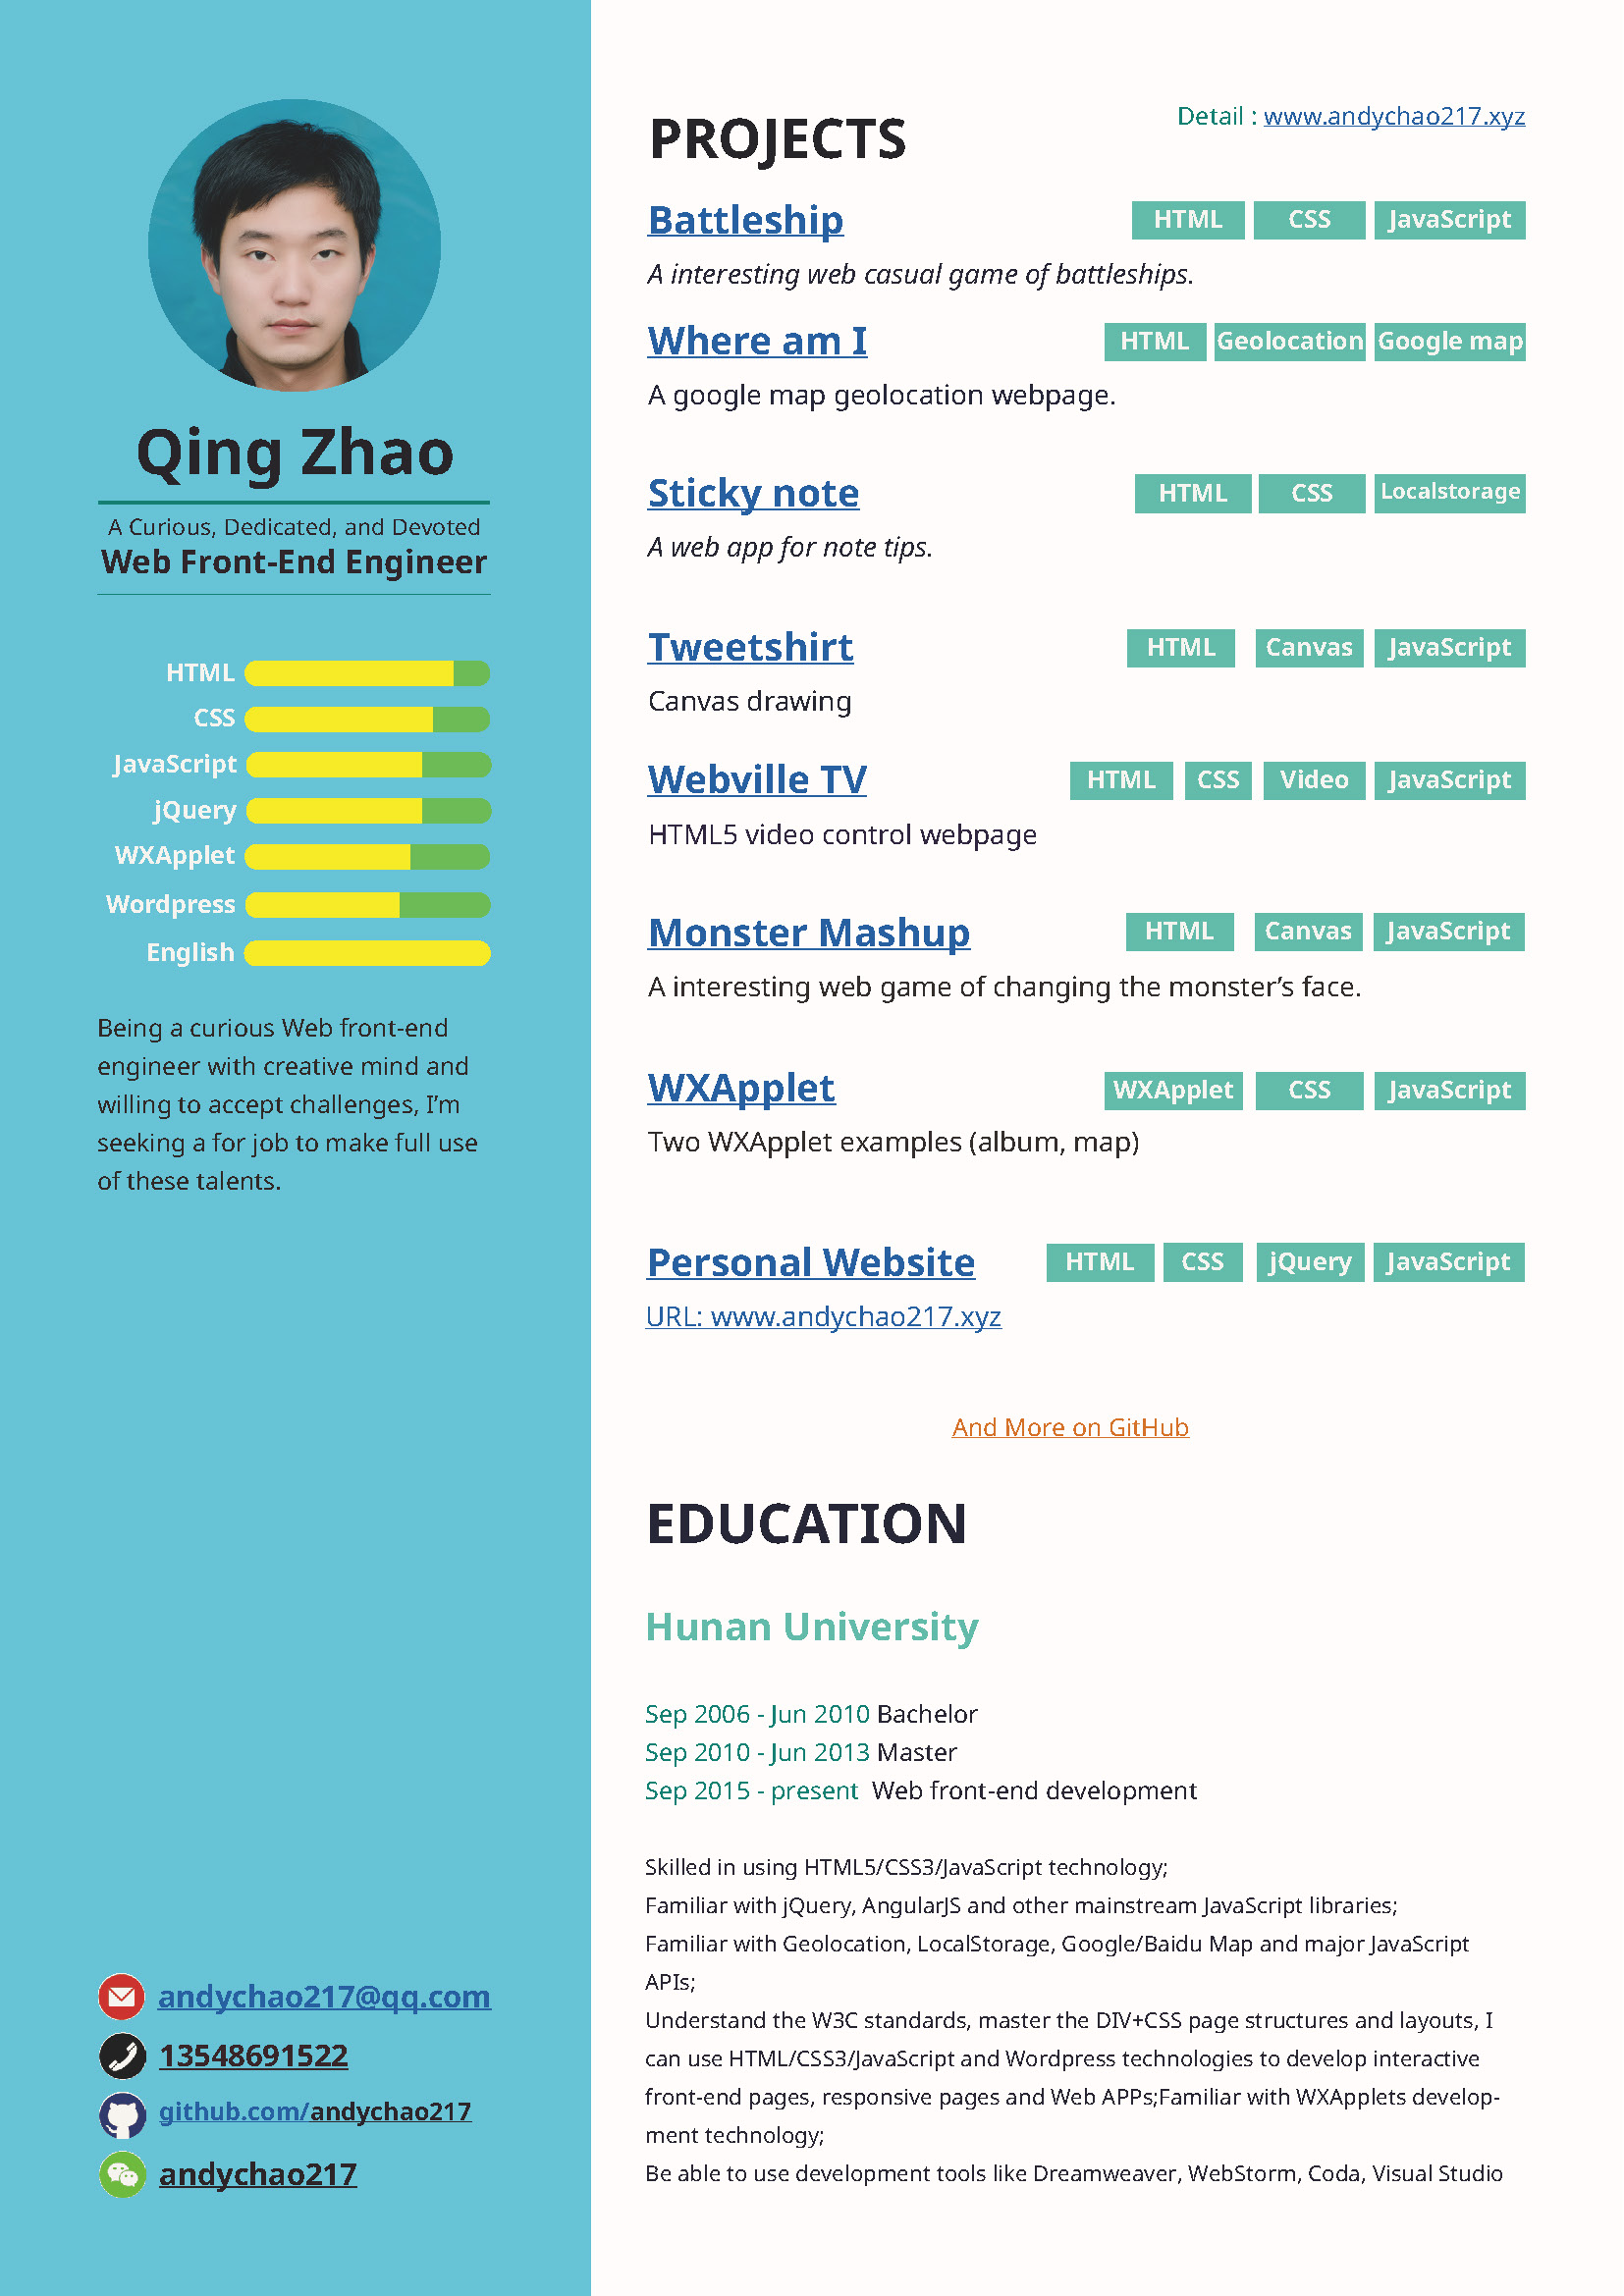 Qing Zhao
A Curious, Dedicated, and Devoted
Web Front-End Engineer
HTML
CSS
JavaScript
jQuery
WXApplet
Wordpress
English
Being a curious Web front-end
engineer with creative mind and
willing to accept challenges, I’m
seeking a for job to make full use
of these talents.
andychao217@qq.com
13548691522
github.com/andychao217
andychao217
PROJECTS
Detail : www.andychao217.xyz
Battleship HTML CSS JavaScript
A interesting web casual game of battleships.
Where am I HTML Geolocation Google map
A google map geolocation webpage.
Sticky note HTML CSS Localstorage
A web app for note tips.
Tweetshirt HTML Canvas JavaScript
Canvas drawing
Webville TV HTML CSS Video JavaScript
HTML5 video control webpage
Monster Mashup HTML Canvas JavaScript
A interesting web game of changing the monster’s face.
WXApplet WXApplet CSS JavaScript
Two WXApplet examples (album, map)
Personal Website HTML CSS jQuery JavaScript
URL: www.andychao217.xyz
And More on GitHub
EDUCATION
Hunan University
Sep 2006 - Jun 2010 Bachelor
Sep 2010 - Jun 2013 Master
Sep 2015 - present Web front-end development
Skilled in using HTML5/CSS3/JavaScript technology;
Familiar with jQuery, AngularJS and other mainstream JavaScript libraries;
Familiar with Geolocation, LocalStorage, Google/Baidu Map and major JavaScript
APIs;
Understand the W3C standards, master the DIV+CSS page structures and layouts, I
can use HTML/CSS3/JavaScript and Wordpress technologies to develop interactive
front-end pages, responsive pages and Web APPs;Familiar with WXApplets develop-
ment technology;
Be able to use development tools like Dreamweaver, WebStorm, Coda, Visual Studio